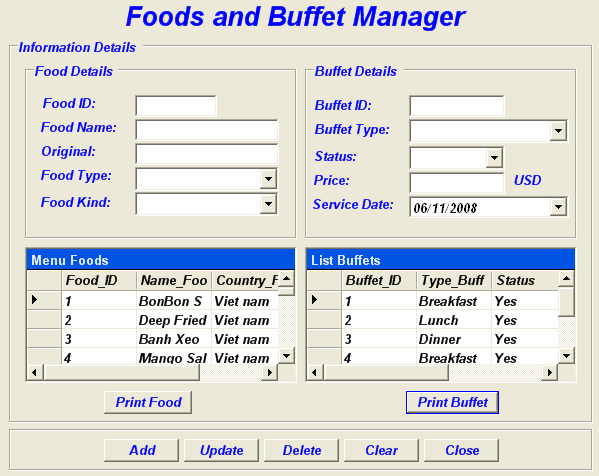 Foods and Buffet Manager
Information Details
Food Details
Food ID:
Food Name:
Original:
Food Type:
Food Kind:
Buffet Details
Buffet ID:
Buffet Type:
Status:
Price: USD
Service Date: 06/11/2008
Menu Foods
Food_ID Name_Foo Country_F
1 BonBon S Viet nam
2 Deep Fried Viet nam
3 Banh Xeo Viet nam
4 Mango Sal Viet nam
List Buffets
Buffet_ID Type_Buff Status
1 Breakfast Yes
2 Lunch Yes
3 Dinner Yes
4 Breakfast Yes
Print Food
Print Buffet
Add Update Delete Clear Close